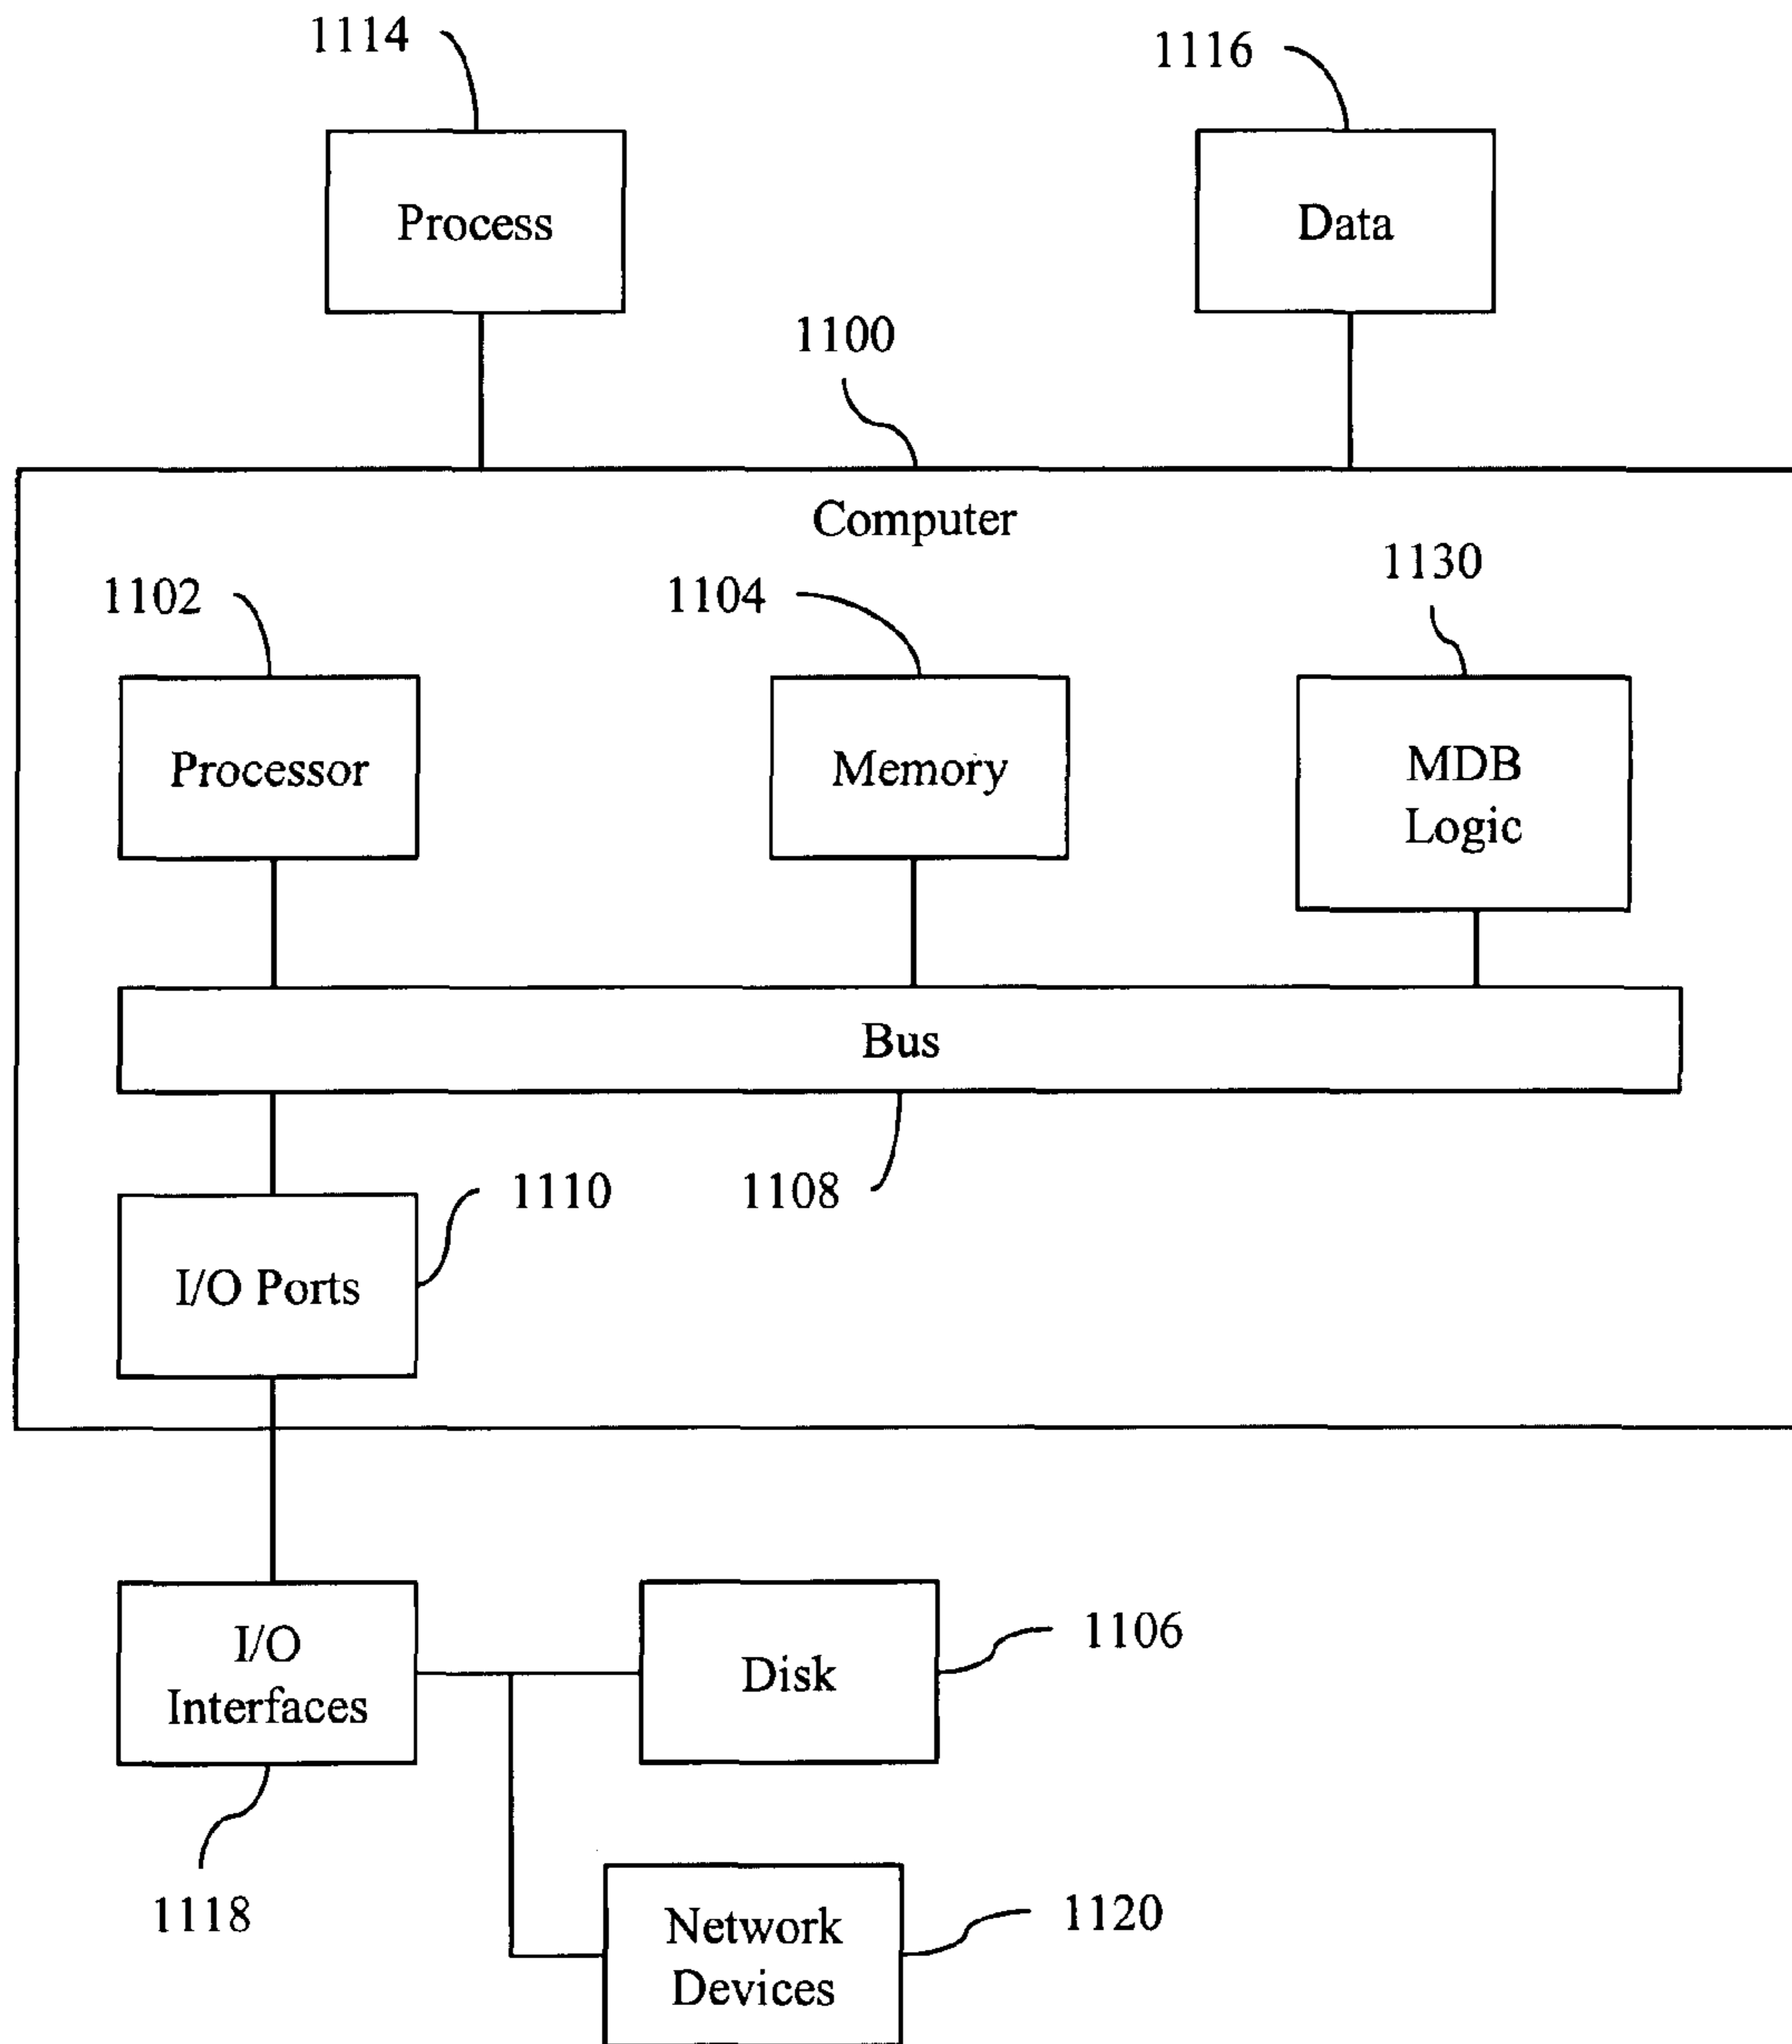 1114
1116
Process
Data
1100
Computer
1102
1104
1130
Processor
Memory
MDB
Logic
Bus
1110
1108
I/O Ports
I/O
Interfaces
Disk
1106
1118
Network
Devices
1120